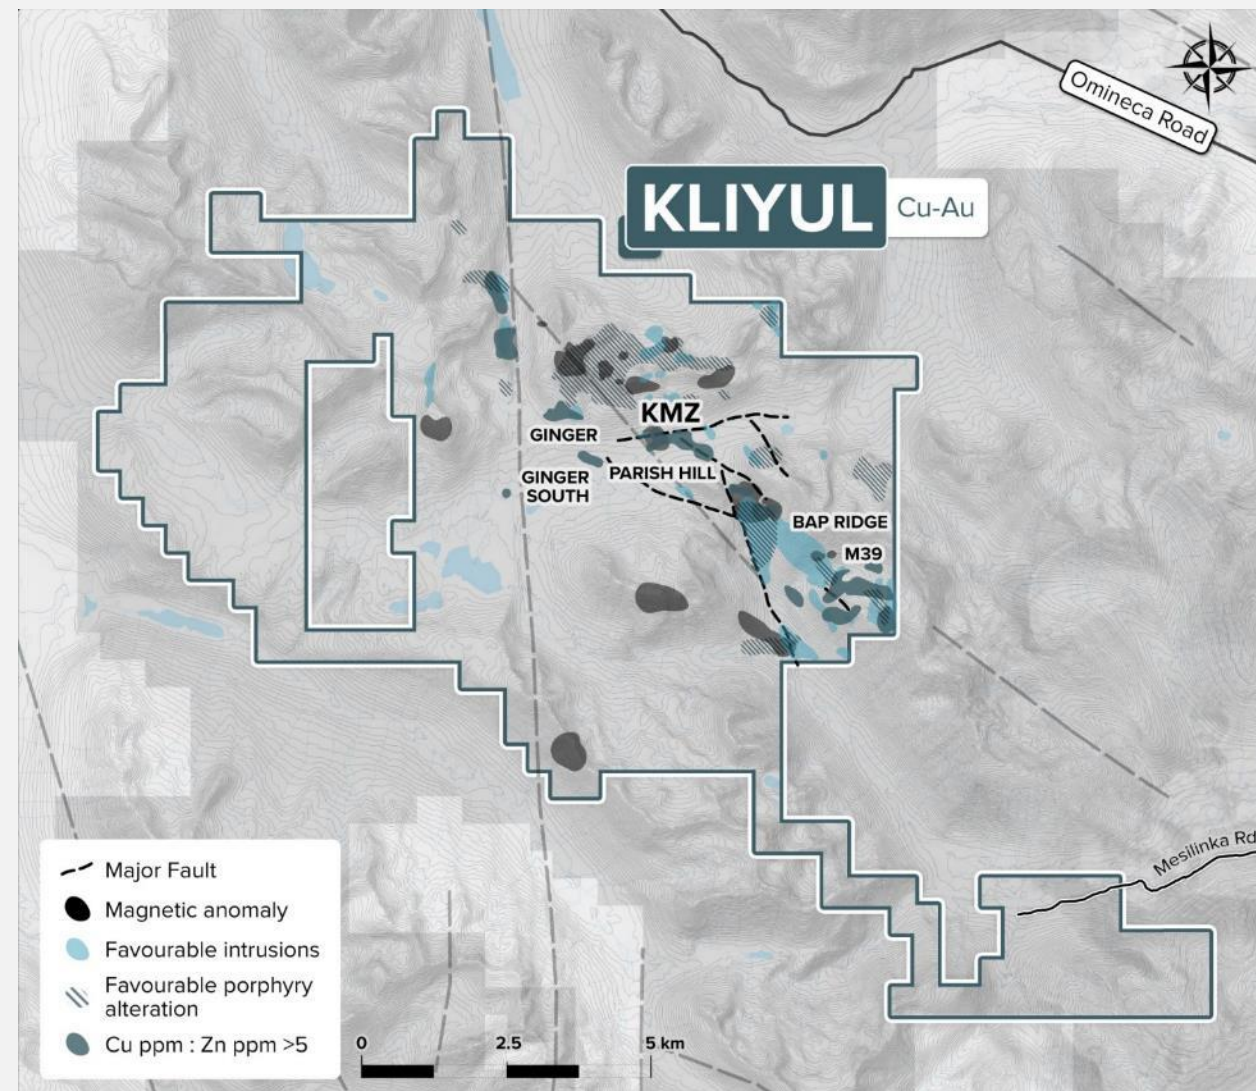 Omineca Road
KLIYUL
Cu-Au
KMZ
GINGER
GINGER
SOUTH
PARISH HILL
BAP RIDGE
M39
Mesilinka Rd
Major Fault
Magnetic anomaly
Favourable intrusions
Favourable porphyry
alteration
Cu ppm : Zn ppm >5
0 2.5 5 km